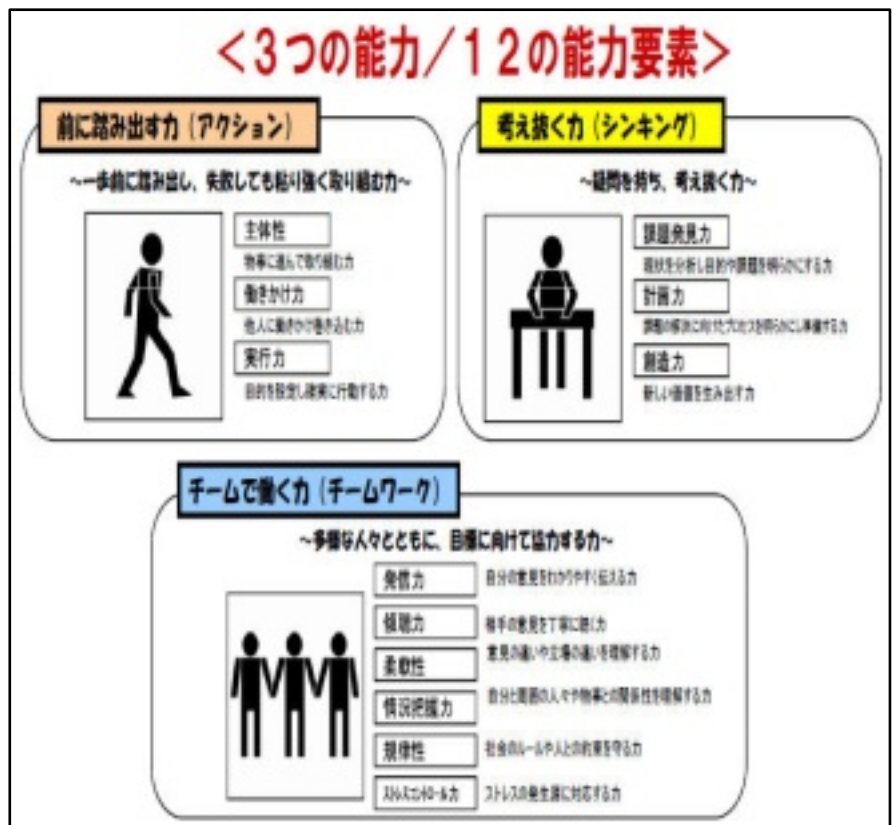 ＜３つの能力／１２の能力要素＞
前に踏み出す力（アクション）
～一歩前に踏み出し、失敗しても粘り強く取り組む力～
主体性
物事に進んで取り組む力
働きかけ力
他人に働きかけ巻き込む力
実行力
目的を設定し確実に行動する力
考え抜く力（シンキング）
～疑問を持ち、考え抜く力～
課題発見力
現状を分析し目的や課題を明らかにする力
計画力
課題の解決に向けたプロセスを明らかにし準備する力
創造力
新しい価値を生み出す力
チームで働く力（チームワーク）
～多様な人々とともに、目標に向けて協力する力～
発信力
自分の意見をわかりやすく伝える力
傾聴力
相手の意見を丁寧に聴く力
柔軟性
意見の違いや立場の違いを理解する力
情況把握力
自分と周囲の人々や物事との関係性を理解する力
規律性
社会のルールや人との約束を守る力
ストレスコントロール力
ストレスの発生源に対応する力